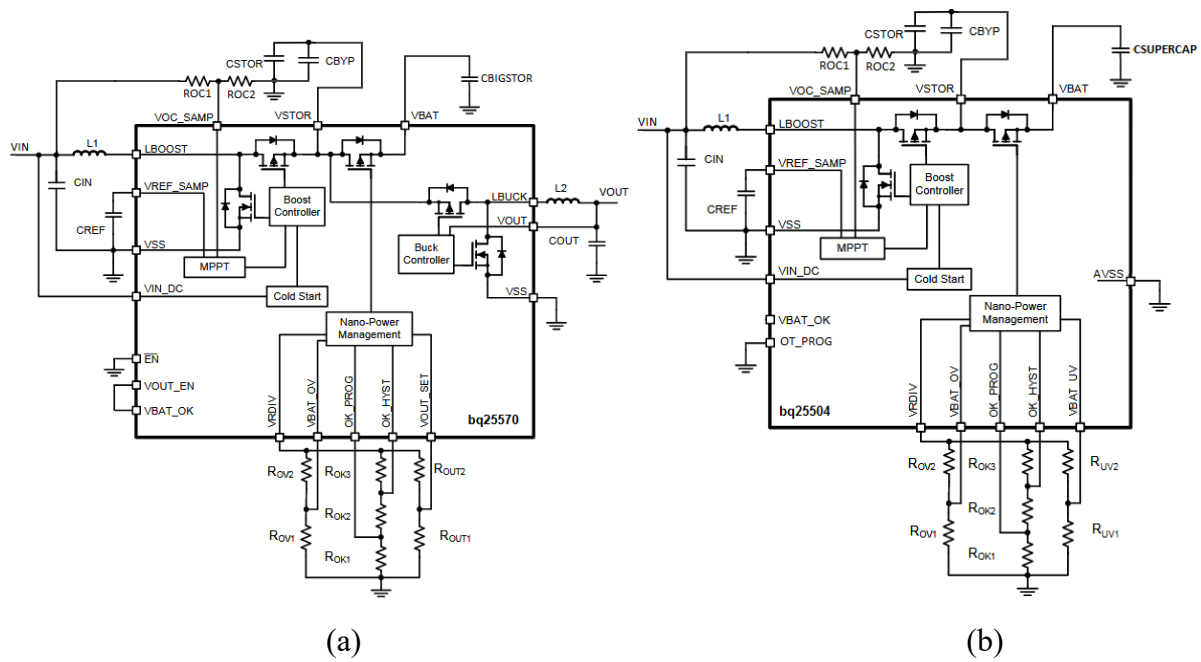 CSTOR
CBYP
ROC1
ROC2
CBIGSTOR
VOC_SAMP
VSTOR
VBAT
VIN
L1
LBOOST
CIN
VREF_SAMP
CREF
VSS
Boost
Controller
MPPT
Cold Start
VIN_DC
LBUCK
L2
VOUT
VOUT
COUT
Buck
Controller
VSS
Nano-Power
Management
EN
VOUT_EN
VBAT_OK
VRDIV
VBAT_OV
OK_PROG
OK_HYST
VOUT_SET
bq25570
ROV2
ROK3
ROUT2
ROK2
ROV1
ROUT1
ROK1
(a)
CSTOR
CBYP
ROC1
ROC2
CSUPERCAP
VOC_SAMP
VSTOR
VBAT
VIN
L1
LBOOST
CIN
VREF_SAMP
CREF
VSS
Boost
Controller
MPPT
Cold Start
VIN_DC
AVSS
VBAT_OK
OT_PROG
Nano-Power
Management
VRDIV
VBAT_OV
OK_PROG
OK_HYST
VBAT_UV
bq25504
ROV2
ROK3
RUV2
ROK2
ROV1
RUV1
ROK1
(b)